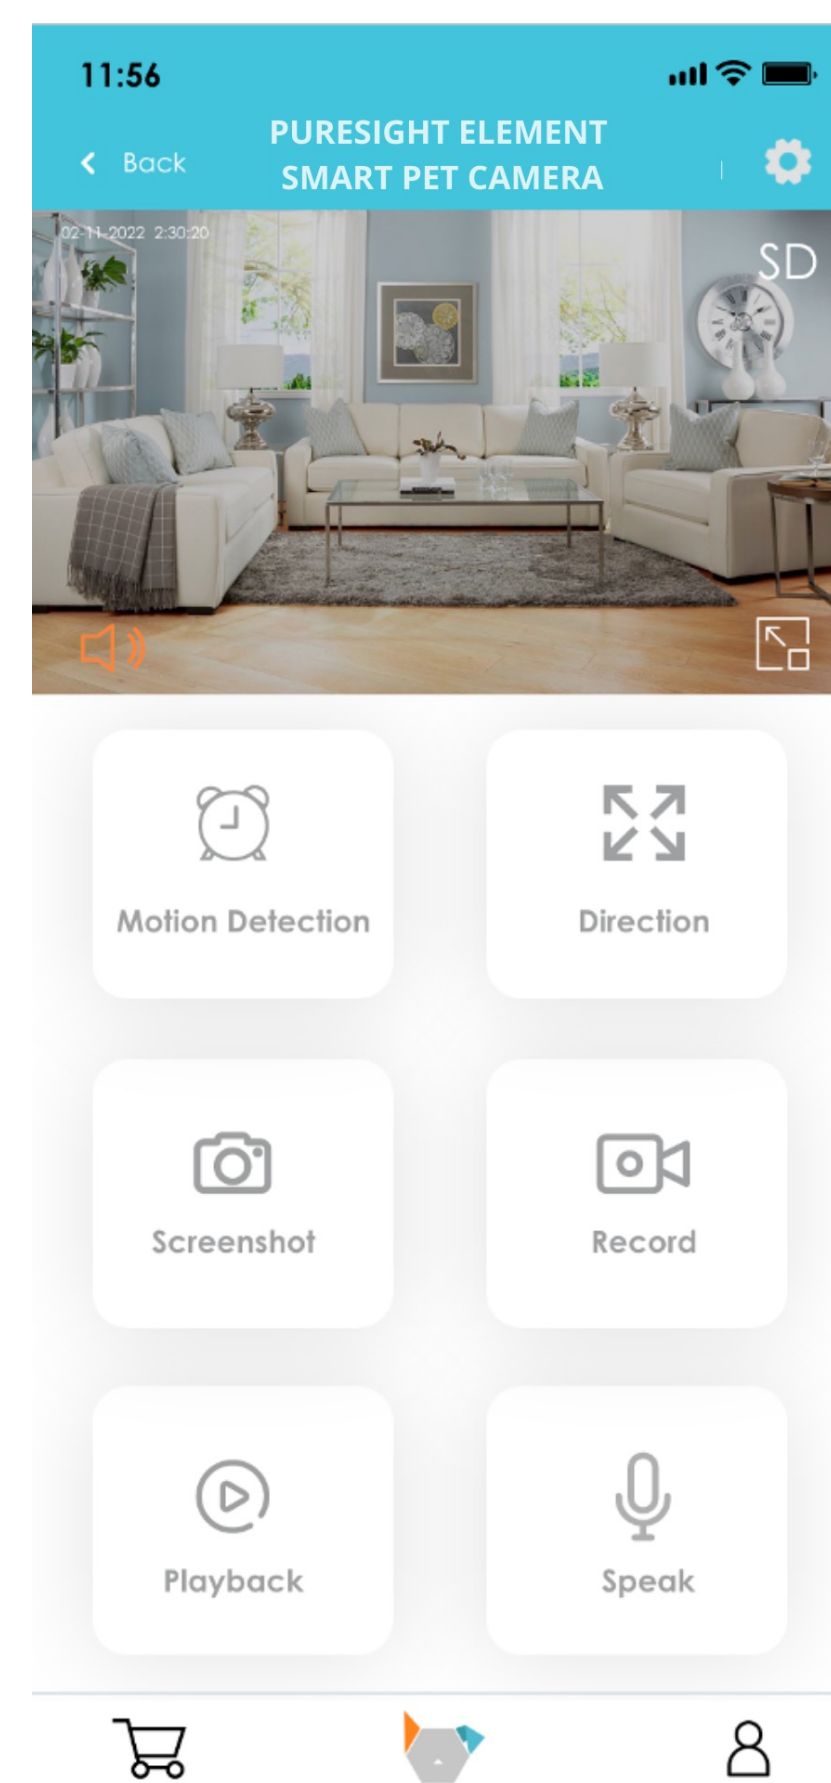 11:56
Back
PURESIGHT ELEMENT
SMART PET CAMERA
02-11-2022 2:30:20
SD
Motion Detection
Direction
Screenshot
Record
Playback
Speak